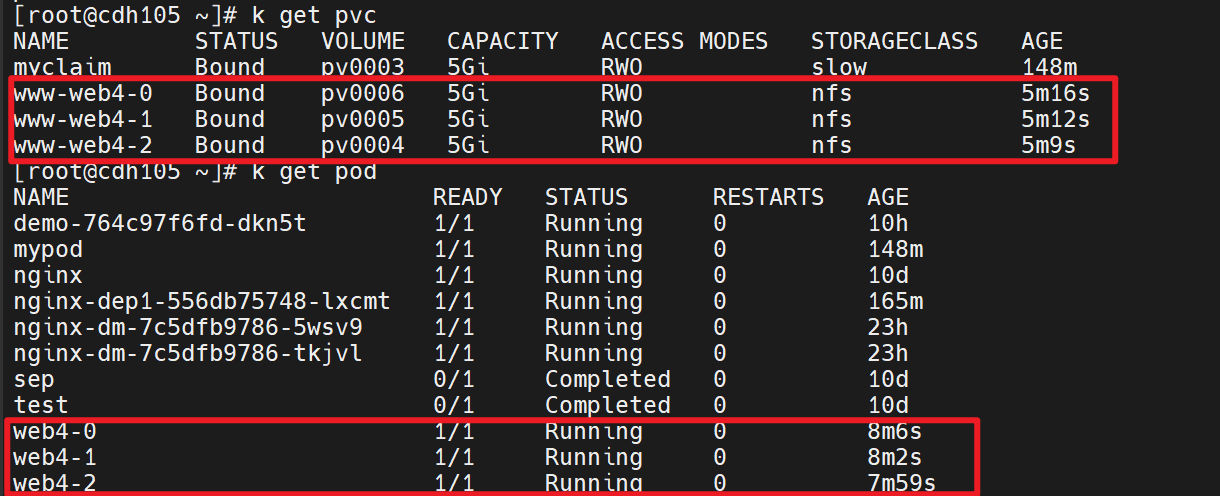 [root@cdh105 ~]# k get pvc
NAME         STATUS   VOLUME   CAPACITY   ACCESS MODES   STORAGECLASS   AGE
myclaim      Bound    pv0003   5Gi        RWO            slow           148m
www-web4-0   Bound    pv0006   5Gi        RWO            nfs            5m16s
www-web4-1   Bound    pv0005   5Gi        RWO            nfs            5m12s
www-web4-2   Bound    pv0004   5Gi        RWO            nfs            5m9s
[root@cdh105 ~]# k get pod
NAME                          READY   STATUS      RESTARTS   AGE
demo-764c97f6fd-dkn5t         1/1     Running     0          10h
mypod                         1/1     Running     0          148m
nginx                         1/1     Running     0          10d
nginx-dep1-556db75748-lxcmt   1/1     Running     0          165m
nginx-dm-7c5dfb9786-5wsv9     1/1     Running     0          23h
nginx-dm-7c5dfb9786-tkjvl     1/1     Running     0          23h
sep                           0/1     Completed   0          10d
test                          0/1     Completed   0          10d
web4-0                        1/1     Running     0          8m6s
web4-1                        1/1     Running     0          8m2s
web4-2                        1/1     Running     0          7m59s